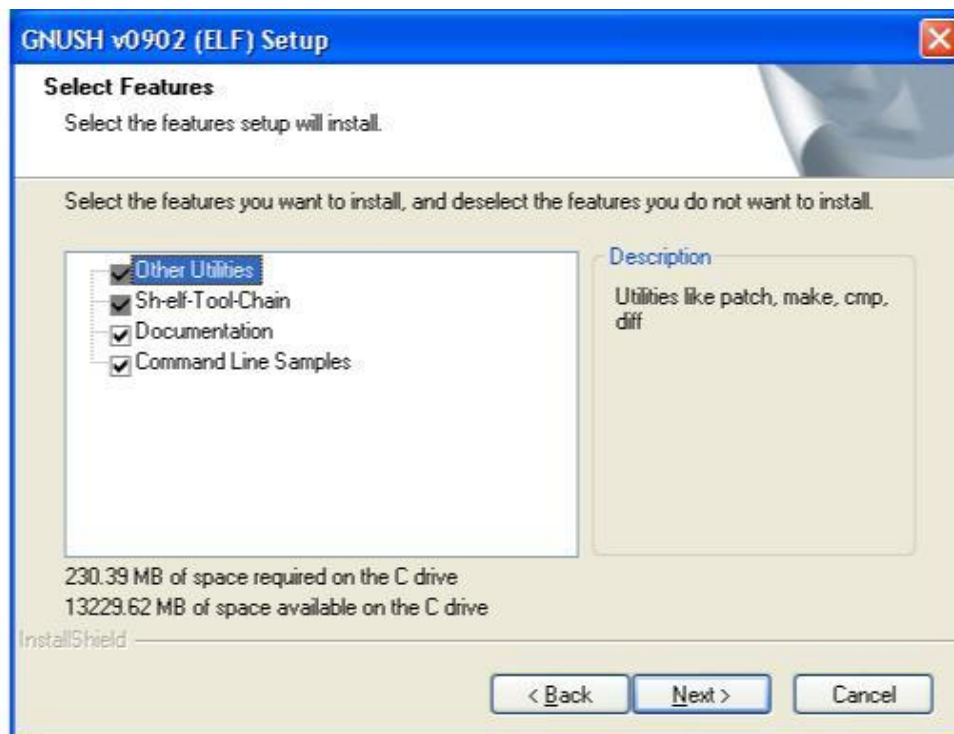 GNUSH v0902 (ELF) Setup
Select Features
Select the features setup will install.
Select the features you want to install, and deselect the features you do not want to install.
Other Utilities
Sh-elf-Tool-Chain
Documentation
Command Line Samples
Description
Utilities like patch, make, cmp,
diff
230.39 MB of space required on the C drive
13229.62 MB of space available on the C drive
InstallShield
< Back
Next >
Cancel